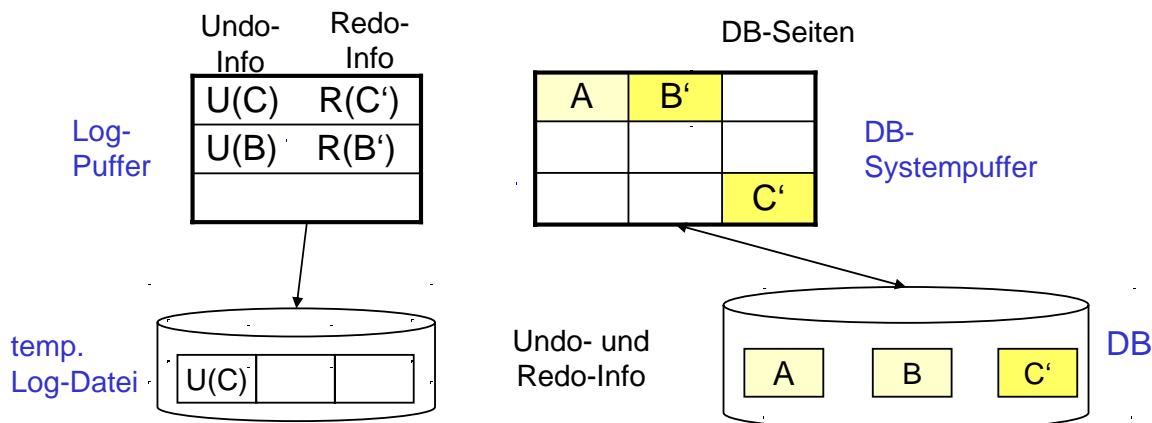 Undo-
Info
Redo-
Info
DB-Seiten
U(C) R(C‘)
U(B) R(B‘)
A B‘
C‘
Log-
Puffer
DB-
Systempuffer
temp.
Log-Datei
U(C)
Undo- und
Redo-Info
A B C‘
DB